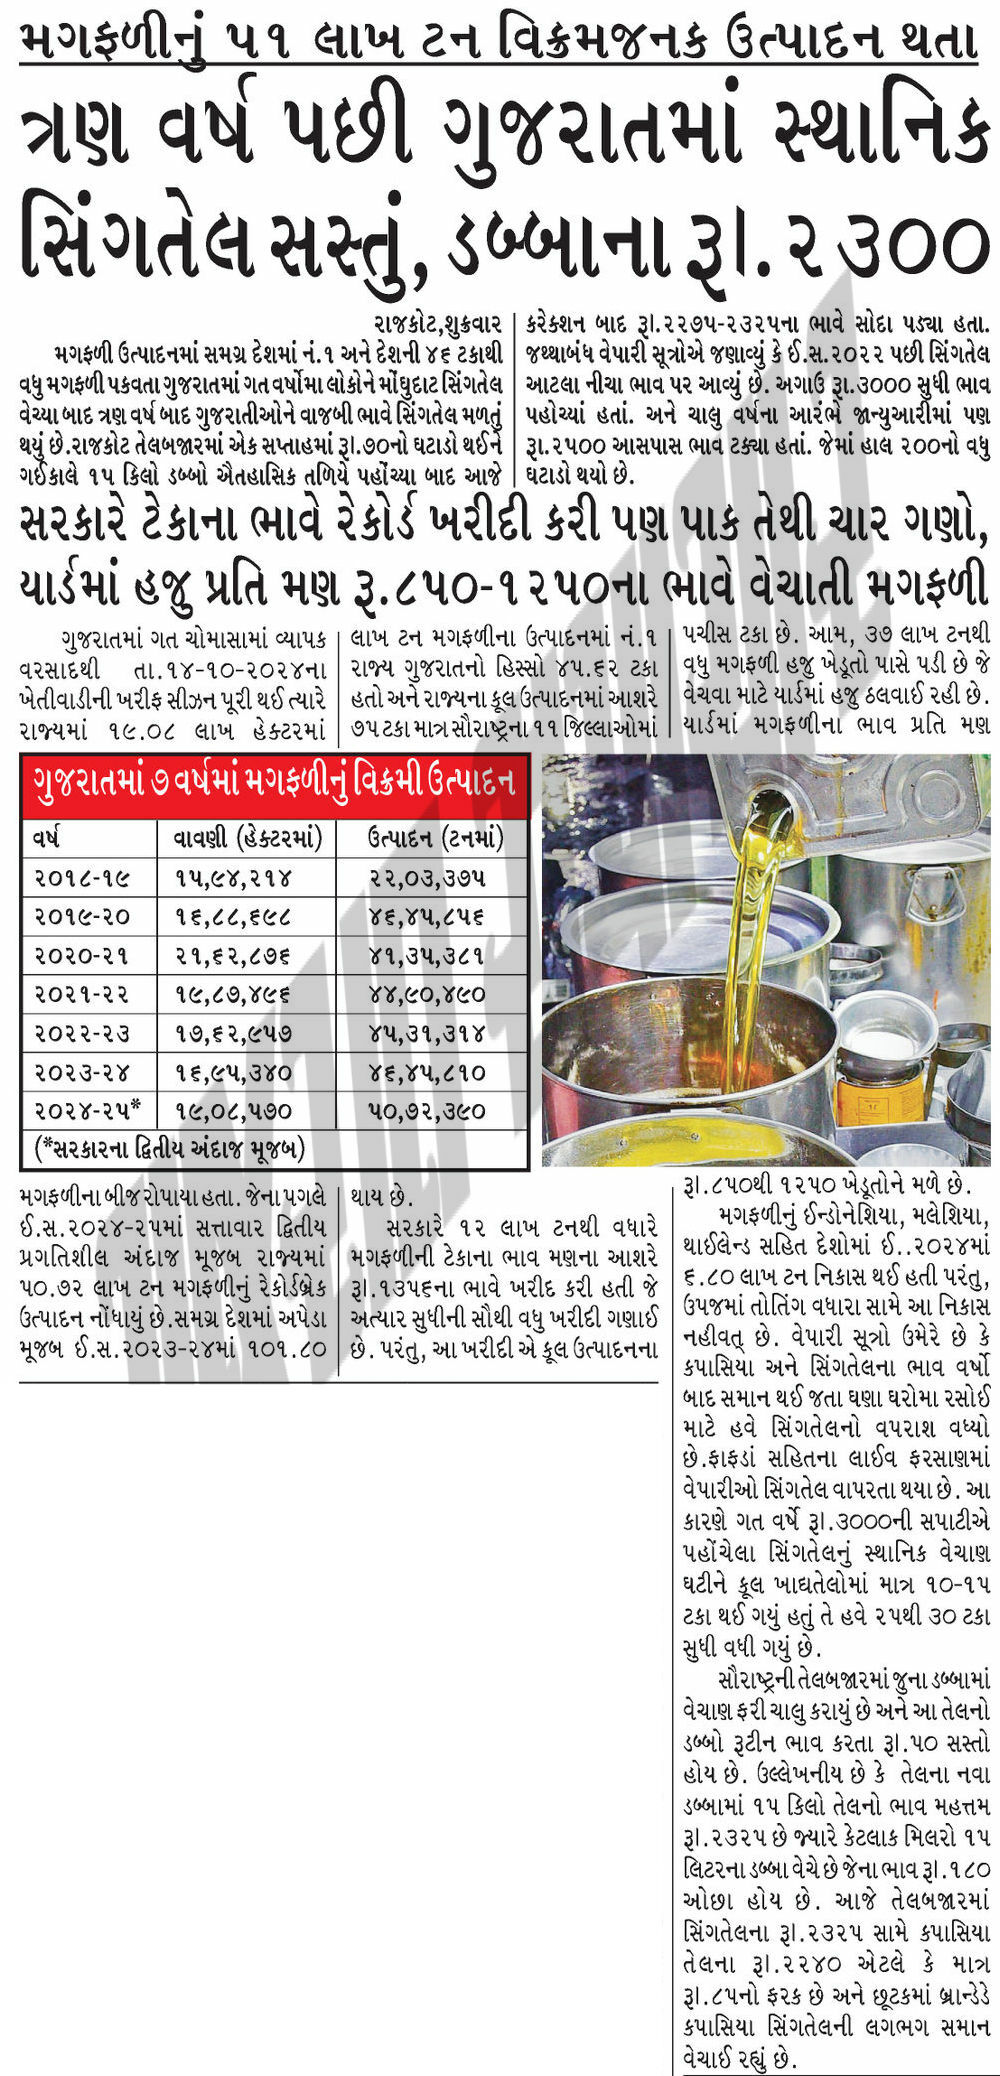 મગફળીનું ૫૧ લાખ ટન વિક્રમજનક ઉત્પાદન થતા
ત્રણ વર્ષ પછી ગુજરાતમાં સ્થાનિક
સિંગતેલ સસ્તું, ડબ્બાના રૂા. ૨૩૦૦
રાજકોટ,શુક્રવાર
મગફળી ઉત્પાદનમાં સમગ્ર દેશમાં નં.૧ અને દેશની ૪૬ ટકાથી
વધુ મગફળી પકવતા ગુજરાતમાં ગત વર્ષોમા લોકોને મોંઘુદાટ સિંગતેલ
વેચ્યા બાદ ત્રણ વર્ષ બાદ ગુજરાતીઓને વાજબી ભાવે સિંગતેલ મળતું
થયું છે.રાજકોટ તેલબજારમાં એક સપ્તાહમાં રૂા.૭૦નો ઘટાડો થઈને
ગઈકાલે ૧૫ કિલો ડબ્બો ઐતહાસિક તળિયે પહોંચ્યા બાદ આજે
કરેક્શન બાદ રૂા.૨૨૭૫-૨૩૨૫ના ભાવે સોદા પડ્યા હતા.
જથ્થાબંધ વેપારી સૂત્રોએ જણાવ્યું કે ઈ.સ.૨૦૨૨ પછી સિંગતેલ
આટલા નીચા ભાવ પર આવ્યું છે. અગાઉ રૂા.૩૦૦૦ સુધી ભાવ
પહોચ્યાં હતાં. અને ચાલુ વર્ષના આરંભે જાન્યુઆરીમાં પણ
રૂા.૨૫૦૦ આસપાસ ભાવ ટક્યા હતાં. જેમાં હાલ ૨૦૦નો વધુ
ઘટાડો થયો છે.
સરકારે ટેકાના ભાવે રેકોર્ડ ખરીદી કરી પણ પાક તેથી ચાર ગણો,
યાર્ડમાં હજુ પ્રતિ મણ રૂ.૮૫૦-૧૨૫૦ના ભાવે વેચાતી મગફળી
ગુજરાતમાં ગત ચોમાસામાં વ્યાપક
વરસાદથી તા.૧૪-૧૦-૨૦૨૪ના
ખેતીવાડીની ખરીફ સીઝન પૂરી થઈ ત્યારે
રાજ્યમાં ૧૯.૦૮ લાખ હેક્ટરમાં
લાખ ટન મગફળીના ઉત્પાદનમાં નં.૧
રાજ્ય ગુજરાતનો હિસ્સો ૪૫.૬૨ ટકા
હતો અને રાજ્યના કૂલ ઉત્પાદનમાં આશરે
૭૫ ટકા માત્ર સૌરાષ્ટ્રના ૧૧ જિલ્લાઓમાં
પચીસ ટકા છે. આમ, ૩૭ લાખ ટનથી
વધુ મગફળી હજુ ખેડૂતો પાસે પડી છે જે
વેચવા માટે યાર્ડમાં હજુ ઠલવાઈ રહી છે.
યાર્ડમાં મગફળીના ભાવ પ્રતિ મણ
ગુજરાતમાં ૭ વર્ષમાં મગફળીનું વિક્રમી ઉત્પાદન
વર્ષ વાવણી (હેક્ટરમાં) ઉત્પાદન (ટનમાં)
૨૦૧૮-૧૯ ૧૫,૯૪,૨૧૪ ૨૨,૦૩,૩૭૫
૨૦૧૯-૨૦ ૧૬,૮૮,૬૯૮ ૪૬,૪૫,૮૫૬
૨૦૨૦-૨૧ ૨૧,૬૨,૮૭૬ ૪૧,૩૫,૩૮૧
૨૦૨૧-૨૨ ૧૯,૮૭,૪૯૬ ૪૪,૯૦,૪૯૦
૨૦૨૨-૨૩ ૧૭,૬૨,૯૫૭ ૪૫,૩૧,૩૧૪
૨૦૨૩-૨૪ ૧૬,૯૫,૩૪૦ ૪૬,૪૫,૮૧૦
૨૦૨૪-૨૫* ૧૯,૦૮,૫૭૦ ૫૦,૭૨,૩૯૦
(*સરકારના દ્વિતીય અંદાજ મૂજબ)
મગફળીના બીજ રોપાયા હતા. જેના પગલે
ઈ.સ.૨૦૨૪-૨૫માં સત્તાવાર દ્વિતીય
પ્રગતિશીલ અંદાજ મૂજબ રાજ્યમાં
૫૦.૭૨ લાખ ટન મગફળીનું રેકોર્ડબ્રેક
ઉત્પાદન નોંધાયું છે.સમગ્ર દેશમાં અપેડા
મૂજબ ઈ.સ.૨૦૨૩-૨૪માં ૧૦૧.૮૦
થાય છે.
સરકારે ૧૨ લાખ ટનથી વધારે
મગફળીની ટેકાના ભાવ મણના આશરે
રૂા.૧૩૫૬ના ભાવે ખરીદ કરી હતી જે
અત્યાર સુધીની સૌથી વધુ ખરીદી ગણાઈ
છે. પરંતુ, આ ખરીદી એ કૂલ ઉત્પાદનના
રૂા.૮૫૦થી ૧૨૫૦ ખેડૂતોને મળે છે.
મગફળીનું ઈન્ડોનેશિયા, મલેશિયા,
થાઈલેન્ડ સહિત દેશોમાં ઈ..૨૦૨૪માં
૬.૮૦ લાખ ટન નિકાસ થઈ હતી પરંતુ,
ઉપજમાં તોતિંગ વધારા સામે આ નિકાસ
નહીવત્ છે. વેપારી સૂત્રો ઉમેરે છે કે
કપાસિયા અને સિંગતેલના ભાવ વર્ષો
બાદ સમાન થઈ જતા ઘણા ઘરોમા રસોઈ
માટે હવે સિંગતેલનો વપરાશ વધ્યો
છે.ફાફડાં સહિતના લાઈવ ફરસાણમાં
વેપારીઓ સિંગતેલ વાપરતા થયા છે. આ
કારણે ગત વર્ષે રૂા.૩૦૦૦ની સપાટીએ
પહોંચેલા સિંગતેલનું સ્થાનિક વેચાણ
ઘટીને કૂલ ખાદ્યતેલોમાં માત્ર ૧૦-૧૫
ટકા થઈ ગયું હતું તે હવે ૨૫થી ૩૦ ટકા
સુધી વધી ગયું છે.
સૌરાષ્ટ્રની તેલબજારમાં જુના ડબ્બામાં
વેચાણ ફરી ચાલુ કરાયું છે અને આ તેલનો
ડબ્બો રૂટીન ભાવ કરતા રૂા.૫૦ સસ્તો
હોય છે. ઉલ્લેખનીય છે કે તેલના નવા
ડબ્બામાં ૧૫ કિલો તેલનો ભાવ મહત્તમ
રૂા.૨૩૨૫ છે જ્યારે કેટલાક મિલરો ૧૫
લિટરના ડબ્બા વેચે છે જેના ભાવ રૂા.૧૮૦
ઓછા હોય છે. આજે તેલબજારમાં
સિંગતેલના રૂા.૨૩૨૫ સામે કપાસિયા
તેલના રૂા.૨૨૪૦ એટલે કે માત્ર
રૂા.૮૫નો ફરક છે અને છૂટકમાં બ્રાન્ડેડે
કપાસિયા સિંગતેલની લગભગ સમાન
વેચાઈ રહ્યું છે.